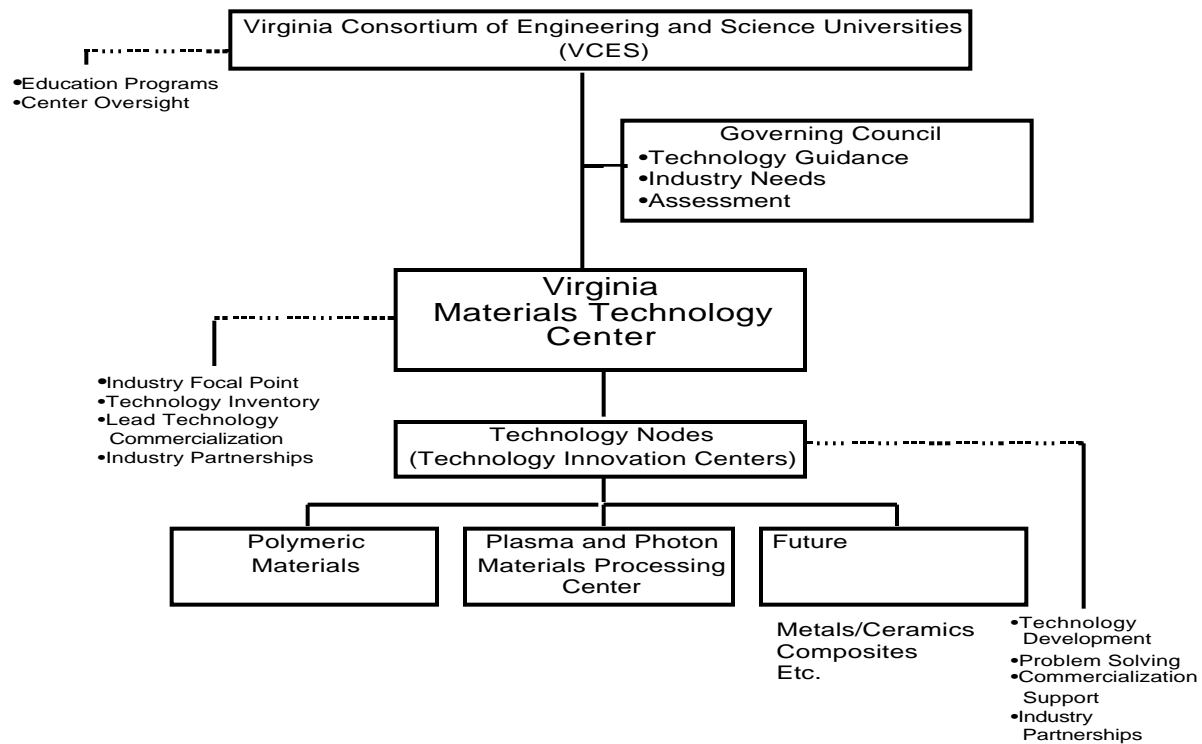 Virginia Consortium of Engineering and Science Universities
(VCES)
•Education Programs
•Center Oversight
Governing Council
•Technology Guidance
•Industry Needs
•Assessment
Virginia
Materials Technology
Center
•Industry Focal Point
•Technology Inventory
•Lead Technology
Commercialization
•Industry Partnerships
Technology Nodes
(Technology Innovation Centers)
Polymeric
Materials
Plasma and Photon
Materials Processing
Center
Future
Metals/Ceramics
Composites
Etc.
•Technology
Development
•Problem Solving
•Commercialization
Support
•Industry
Partnerships